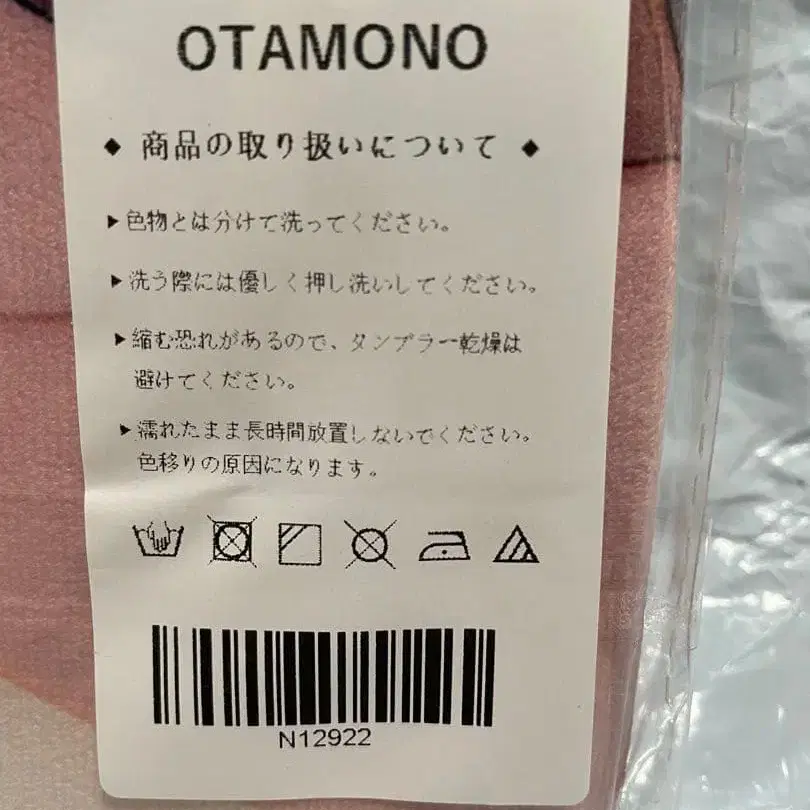 OTAMONO
◆ 商品の取り扱いについて ◆
▶色物とは分けて洗ってください。
▶洗う際には優しく押し洗いしてください。
▶縮む恐れがあるので、タンプラー乾燥は
避けてください。
▶濡れたまま長時間放置しないでください。
色移りの原因になります。
N12922